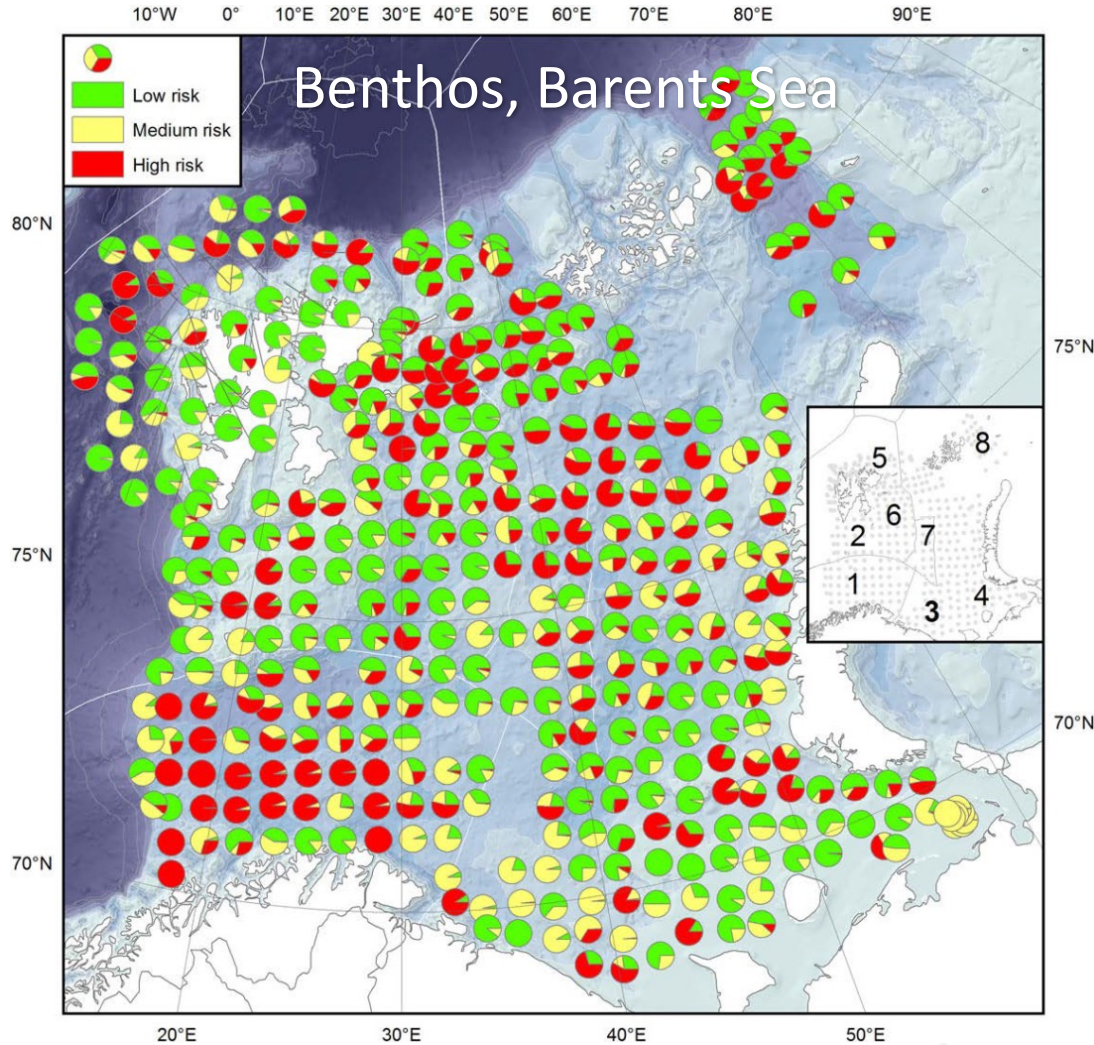 10°W 0° 10°E 20°E 30°E 40°E 50°E 60°E 70°E 80°E 90°E
Benthos, Barents Sea
Low risk
Medium risk
High risk
80°N
75°N
5 8
6
2 7
1 4
3
75°N
70°N
70°N
20°E 30°E 40°E 50°E